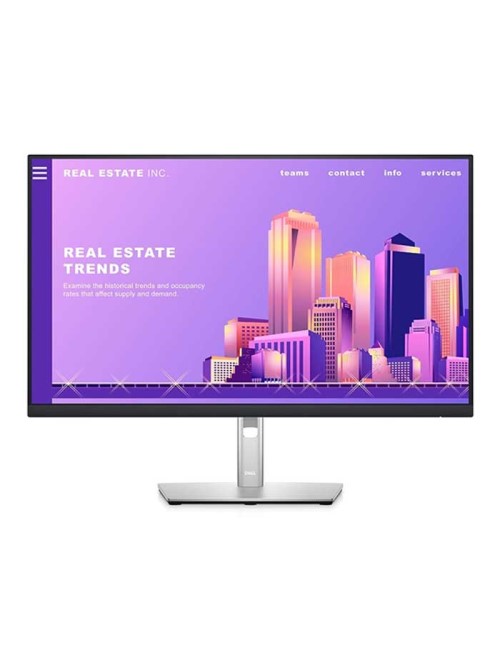 REAL ESTATE INC.
teams contact info services
REAL ESTATE
TRENDS
Examine the historical trends and occupancy
rates that affect supply and demand.
DELL